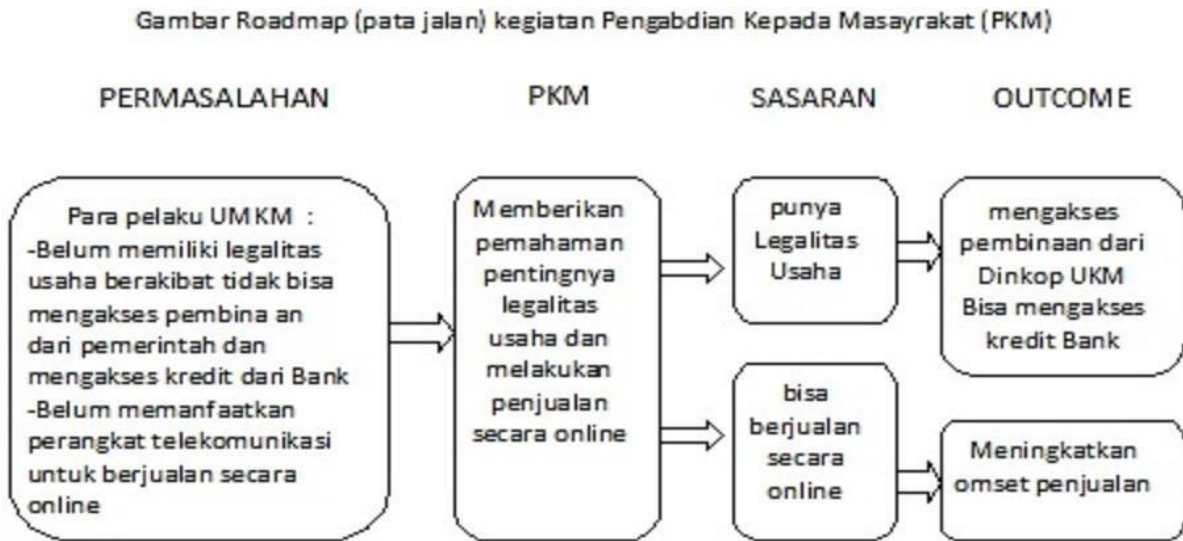 Gambar Roadmap (pata jalan) kegiatan Pengabdian Kepada Masayrakat (PKM)
PERMASALAHAN
PKM
SASARAN
OUTCOME
Para pelaku UMKM :
-Belum memiliki legalitas
usaha berakibat tidak bisa
mengakses pembina an
dari pemerintah dan
mengakses kredit dari Bank
-Belum memanfaatkan
perangkat telekomunikasi
untuk berjualan secara
online
Memberikan
pemahaman
pentingnya
legalitas
usaha dan
melakukan
penjualan
secara online
punya
Legalitas
Usaha
mengakses
pembinaan dari
Dinkop UKM
Bisa mengakses
kredit Bank
bisa
berjualan
secara
online
Meningkatkan
omset penjualan